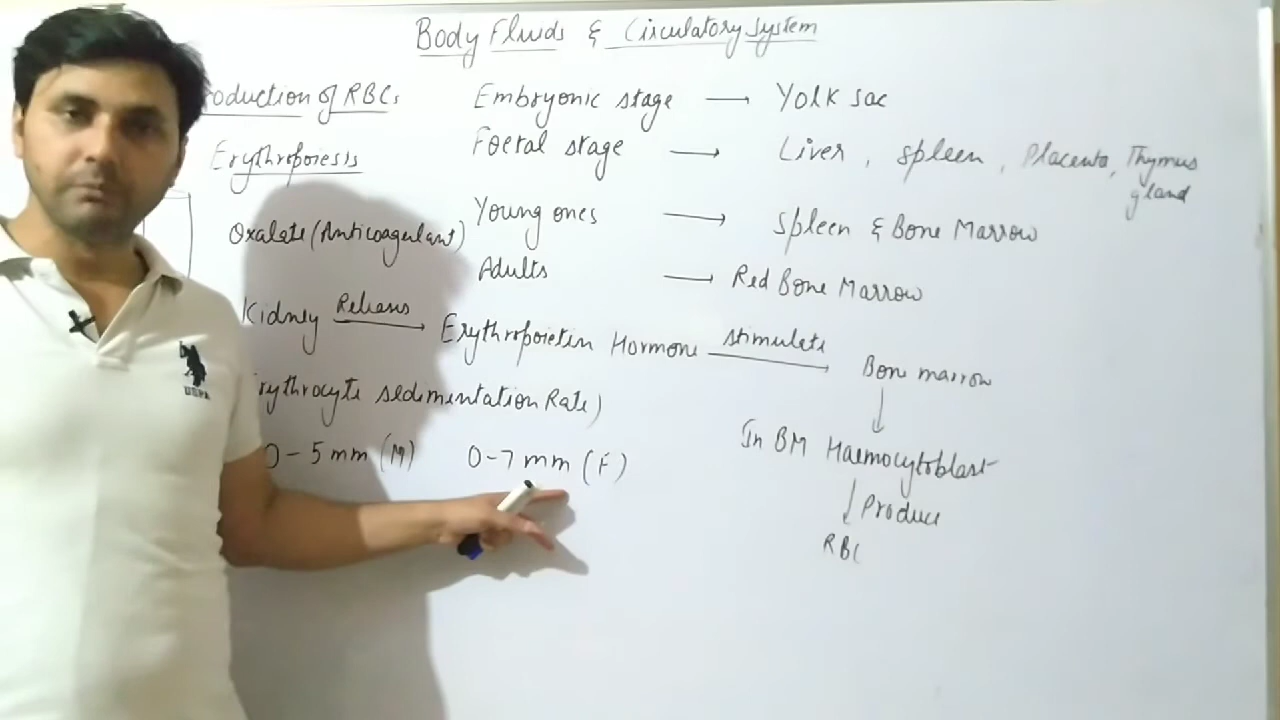 Body Fluids & Circulatory System
roduction of RBCs
Embryonic stage → Yolk sac
Erythropoiesis
Foetal stage → Liver, Spleen, Placenta, Thymus gland
Young ones → Spleen & Bone Marrow
Oxalate (Anticoagulant)
Adults → Red Bone Marrow
Kidney Releases → Erythropoietin Hormone stimulate → Bone marrow
rythrocyte sedimentation Rate)
In BM Haemocytoblast
0-5 mm (M) 0-7 mm (F)
↓ Produce
RBC
USPA